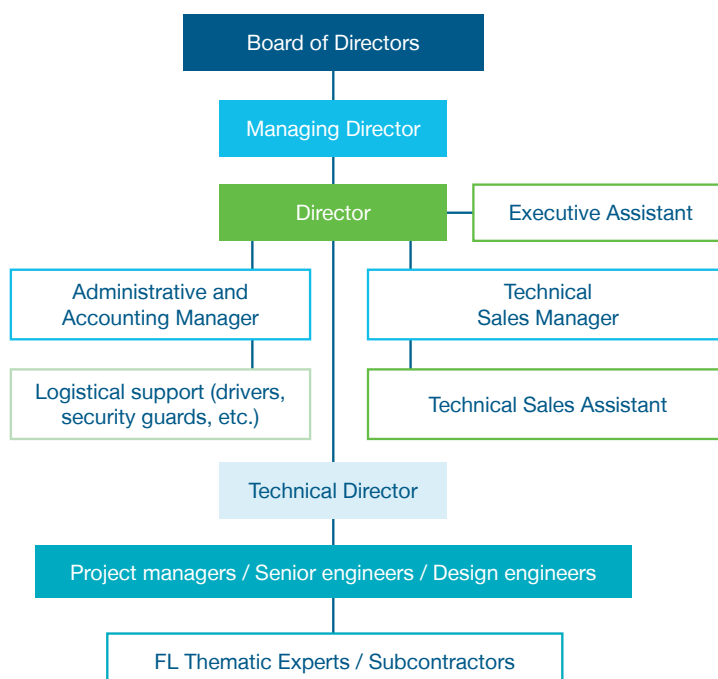 Board of Directors
Managing Director
Director
Executive Assistant
Administrative and
Accounting Manager
Technical
Sales Manager
Logistical support (drivers,
security guards, etc.)
Technical Sales Assistant
Technical Director
Project managers / Senior engineers / Design engineers
FL Thematic Experts / Subcontractors